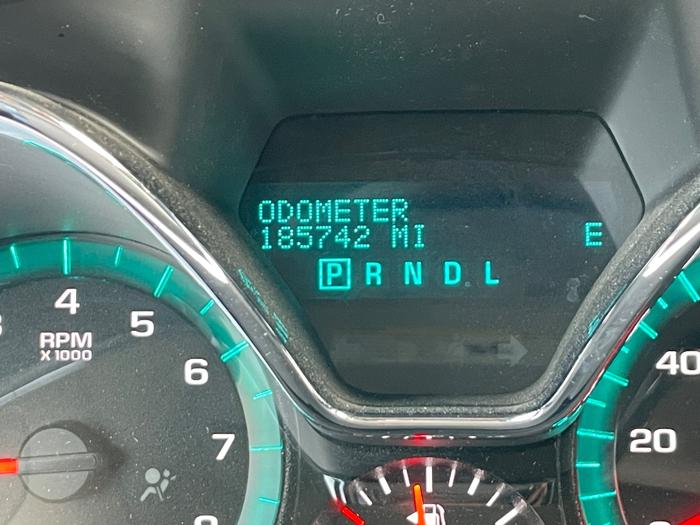 ODOMETER
185742 MI E
P R N D L
4
5
6
7
RPM
X1000
40
20